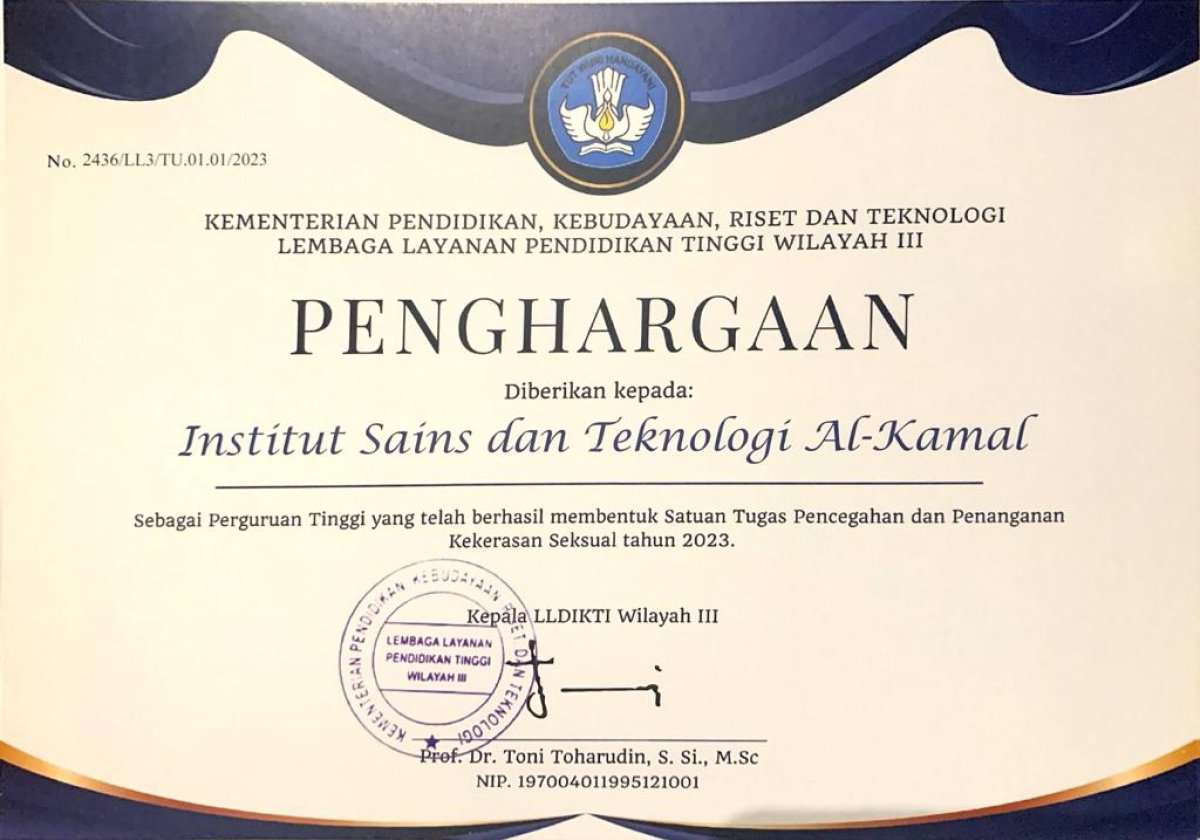 TUT WURI HANDAYANI
No. 2436/LL3/TU.01.01/2023
KEMENTERIAN PENDIDIKAN, KEBUDAYAAN, RISET DAN TEKNOLOGI
LEMBAGA LAYANAN PENDIDIKAN TINGGI WILAYAH III
PENGHARGAAN
Diberikan kepada:
Institut Sains dan Teknologi Al-Kamal
Sebagai Perguruan Tinggi yang telah berhasil membentuk Satuan Tugas Pencegahan dan Penanganan
Kekerasan Seksual tahun 2023.
Kepala LLDIKTI Wilayah III
KEMENTERIAN PENDIDIKAN KEBUDAYAAN RISET DAN TEKNOLOGI
LEMBAGA LAYANAN
PENDIDIKAN TINGGI
WILAYAH III
Prof. Dr. Toni Toharudin, S. Si., M.Sc
NIP. 197004011995121001